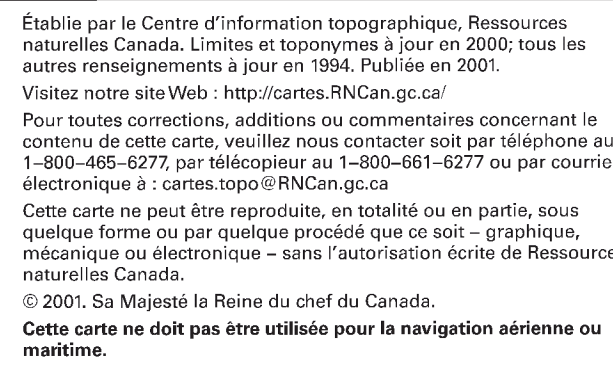 Établie par le Centre d'information topographique, Ressources
naturelles Canada. Limites et toponymes à jour en 2000; tous les
autres renseignements à jour en 1994. Publiée en 2001.
Visitez notre site Web : http://cartes.RNCan.gc.ca/
Pour toutes corrections, additions ou commentaires concernant le
contenu de cette carte, veuillez nous contacter soit par téléphone au
1–800–465–6277, par télécopieur au 1–800–661–6277 ou par courrie
électronique à : cartes.topo@RNCan.gc.ca
Cette carte ne peut être reproduite, en totalité ou en partie, sous
quelque forme ou par quelque procédé que ce soit – graphique,
mécanique ou électronique – sans l'autorisation écrite de Ressource
naturelles Canada.
© 2001. Sa Majesté la Reine du chef du Canada.
Cette carte ne doit pas être utilisée pour la navigation aérienne ou
maritime.